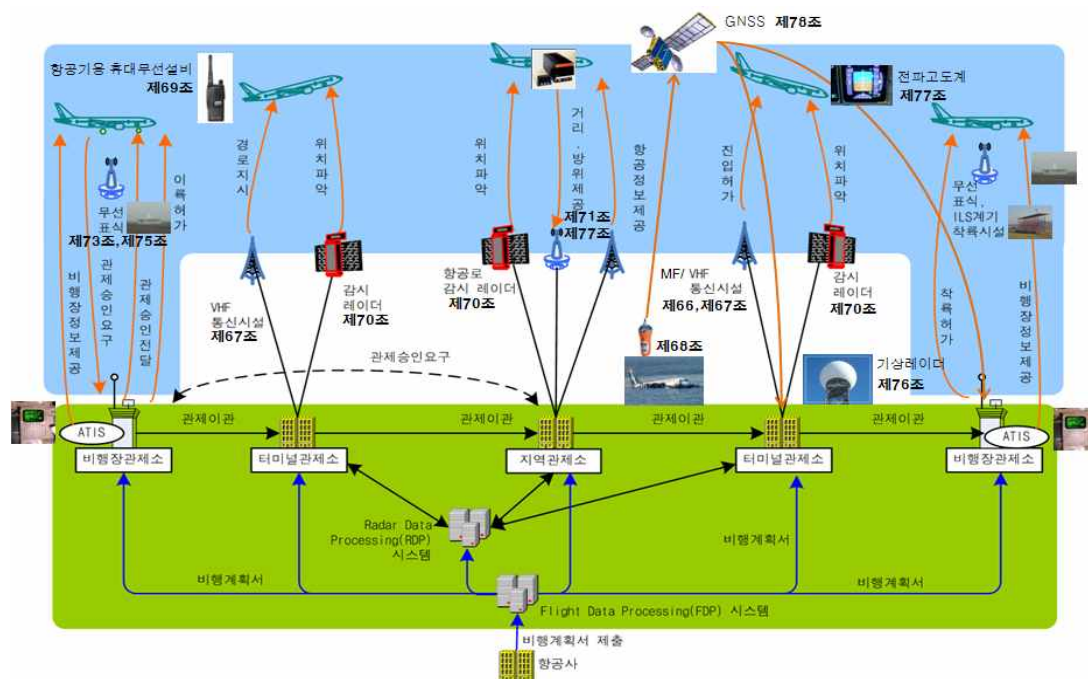 GNSS 제78조
항공기용 휴대무선설비
제69조
전파고도계
제77조
경로지시
위치파악
위치파악
거리·방위제공
항공정보제공
진입허가
위치파악
이륙허가
무선
표식
제73조, 제75조
제71조
제77조
무선
표식,
ILS계기
착륙시설
비행장정보제공
관제승인요구
관제승인전달
VHF
통신시설
제67조
감시
레이더
제70조
항공로
감시 레이더
제70조
MF/ VHF
통신시설
제66, 제67조
감시
레이더
제70조
착륙허가
비행장정보제공
제68조
기상레이더
제76조
관제승인요구
관제이관
관제이관
관제이관
관제이관
ATIS
ATIS
비행장관제소
터미널관제소
지역관제소
터미널관제소
비행장관제소
Radar Data
Processing(RDP)
시스템
비행계획서
비행계획서
비행계획서
Flight Data Processing(FDP) 시스템
비행계획서 제출
항공사